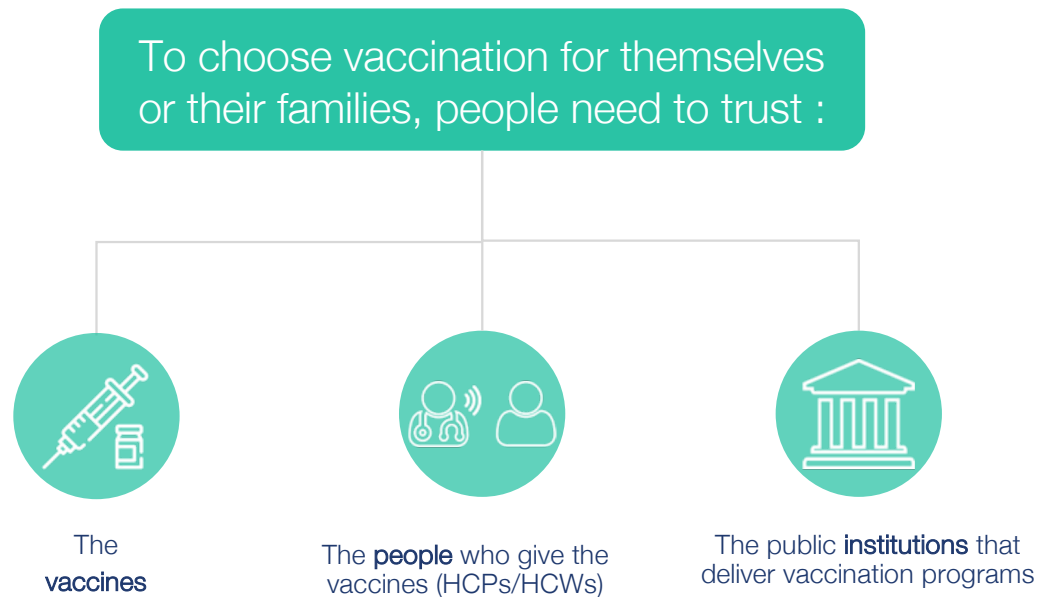 To choose vaccination for themselves
or their families, people need to trust :
The
vaccines
The people who give the
vaccines (HCPs/HCWs)
The public institutions that
deliver vaccination programs